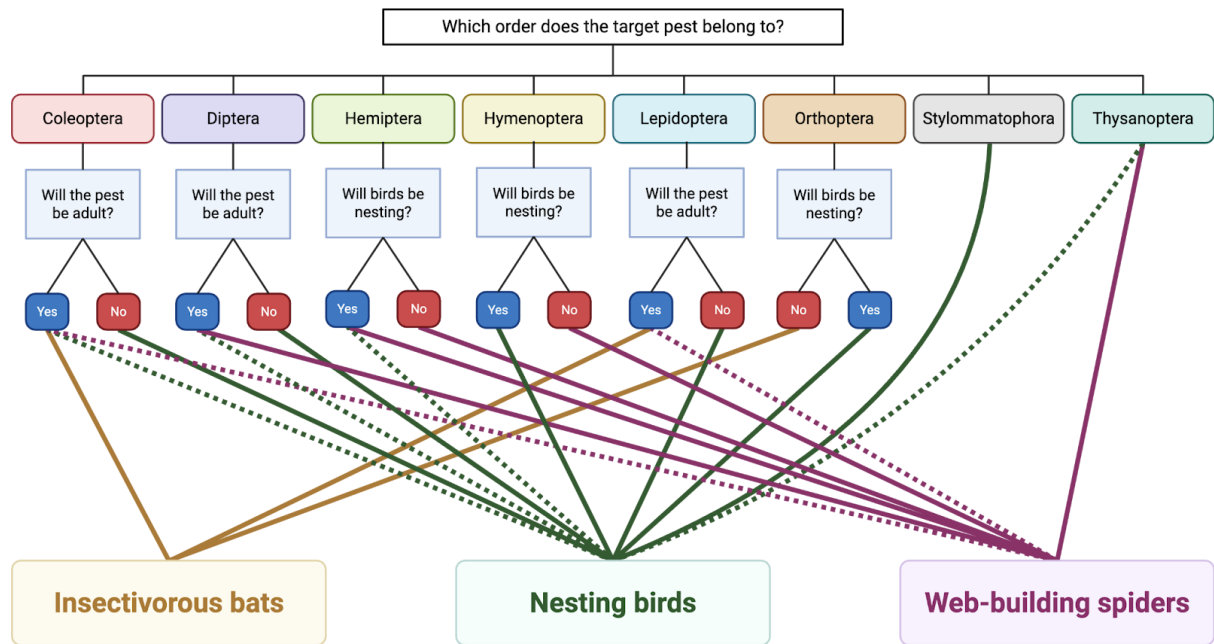 Which order does the target pest belong to?
Coleoptera
Diptera
Hemiptera
Hymenoptera
Lepidoptera
Orthoptera
Stylommatophora
Thysanoptera
Will the pest
be adult?
Will the pest
be adult?
Will birds be
nesting?
Will birds be
nesting?
Will the pest
be adult?
Will birds be
nesting?
Yes
No
Yes
No
Yes
No
Yes
No
Yes
No
No
Yes
Insectivorous bats
Nesting birds
Web-building spiders